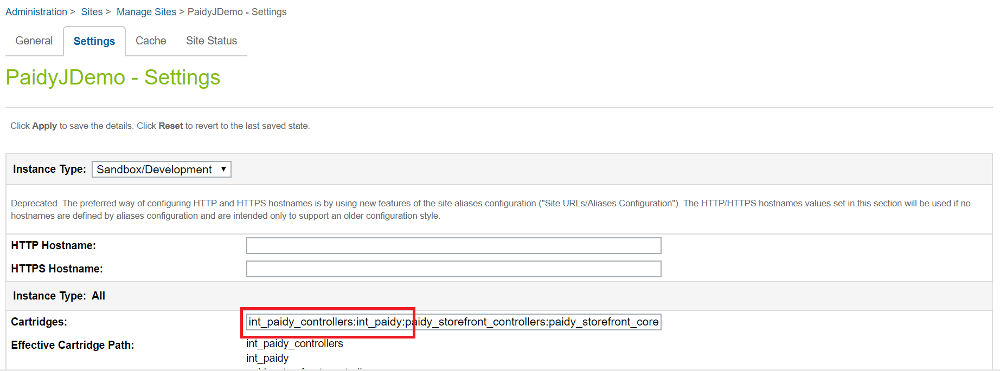 Administration > Sites > Manage Sites > PaidyJDemo - Settings
General Settings Cache Site Status
PaidyJDemo - Settings
Click Apply to save the details. Click Reset to revert to the last saved state.
Instance Type: Sandbox/Development
Deprecated. The preferred way of configuring HTTP and HTTPS hostnames is by using new features of the site aliases configuration ("Site URLs/Aliases Configuration"). The HTTP/HTTPS hostnames values set in this section will be used if no
hostnames are defined by aliases configuration and are intended only to support an older configuration style.
HTTP Hostname:
HTTPS Hostname:
Instance Type: All
Cartridges: int_paidy_controllers:int_paidy:paidy_storefront_controllers:paidy_storefront_core
Effective Cartridge Path: int_paidy_controllers
int_paidy